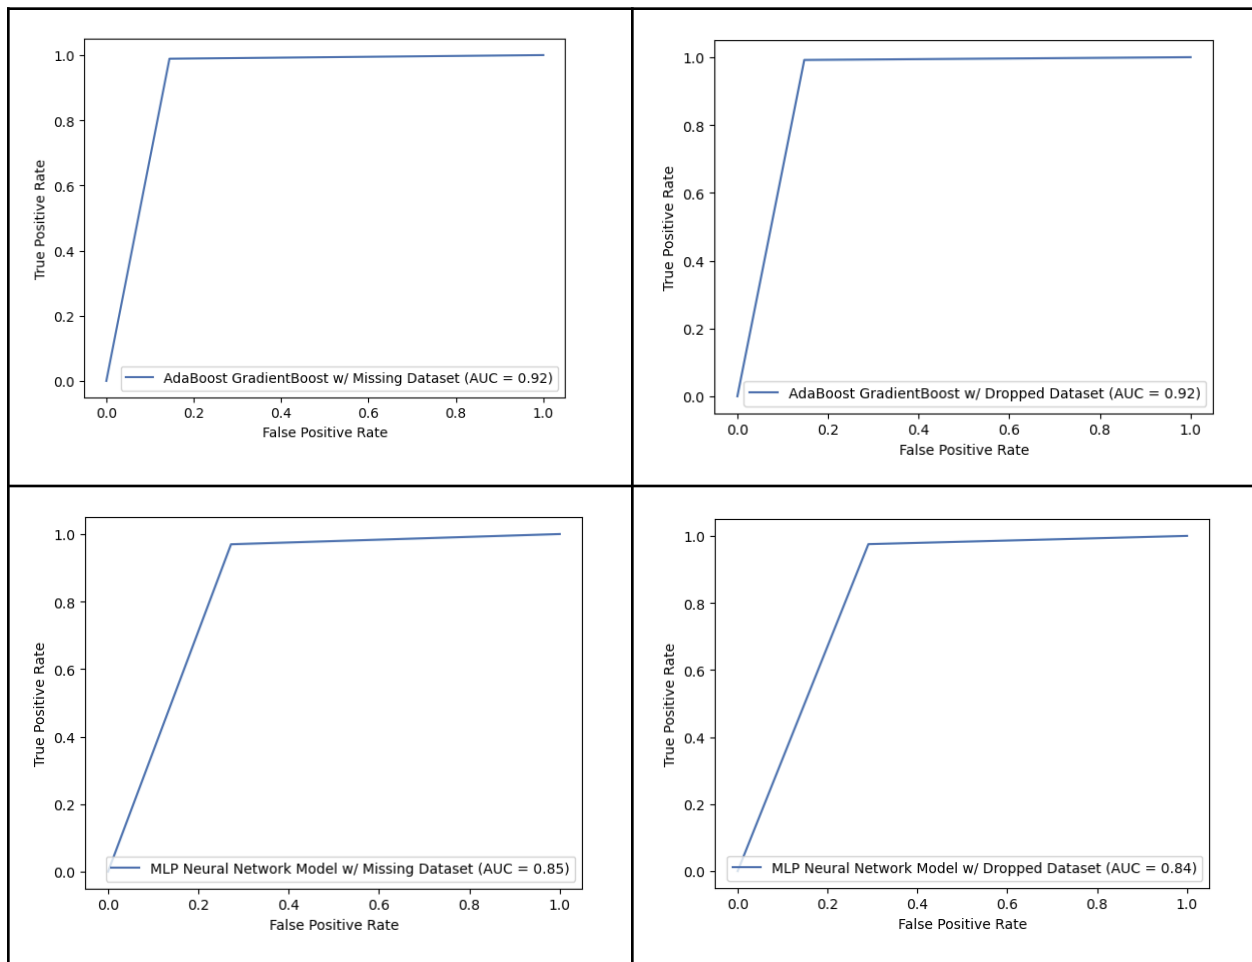 1.0
0.8
0.6
0.4
0.2
0.0
True Positive Rate
AdaBoost GradientBoost w/ Missing Dataset (AUC = 0.92)
0.0 0.2 0.4 0.6 0.8 1.0
False Positive Rate
1.0
0.8
0.6
0.4
0.2
0.0
True Positive Rate
AdaBoost GradientBoost w/ Dropped Dataset (AUC = 0.92)
0.0 0.2 0.4 0.6 0.8 1.0
False Positive Rate
1.0
0.8
0.6
0.4
0.2
0.0
True Positive Rate
MLP Neural Network Model w/ Missing Dataset (AUC = 0.85)
0.0 0.2 0.4 0.6 0.8 1.0
False Positive Rate
1.0
0.8
0.6
0.4
0.2
0.0
True Positive Rate
MLP Neural Network Model w/ Dropped Dataset (AUC = 0.84)
0.0 0.2 0.4 0.6 0.8 1.0
False Positive Rate